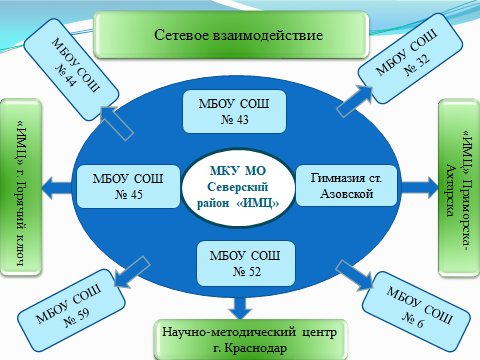 Сетевое взаимодействие
МБОУ СОШ
№ 44
МБОУ СОШ
№ 32
МБОУ СОШ
№ 43
«ИМЦ» г. Горячий ключ
МБОУ СОШ
№ 45
МКУ МО
Северский
район «ИМЦ»
Гимназия ст.
Азовской
«ИМЦ» Приморска-
Ахтарска
МБОУ СОШ
№ 52
МБОУ СОШ
№ 59
МБОУ СОШ
№ 6
Научно-методический центр
г. Краснодар